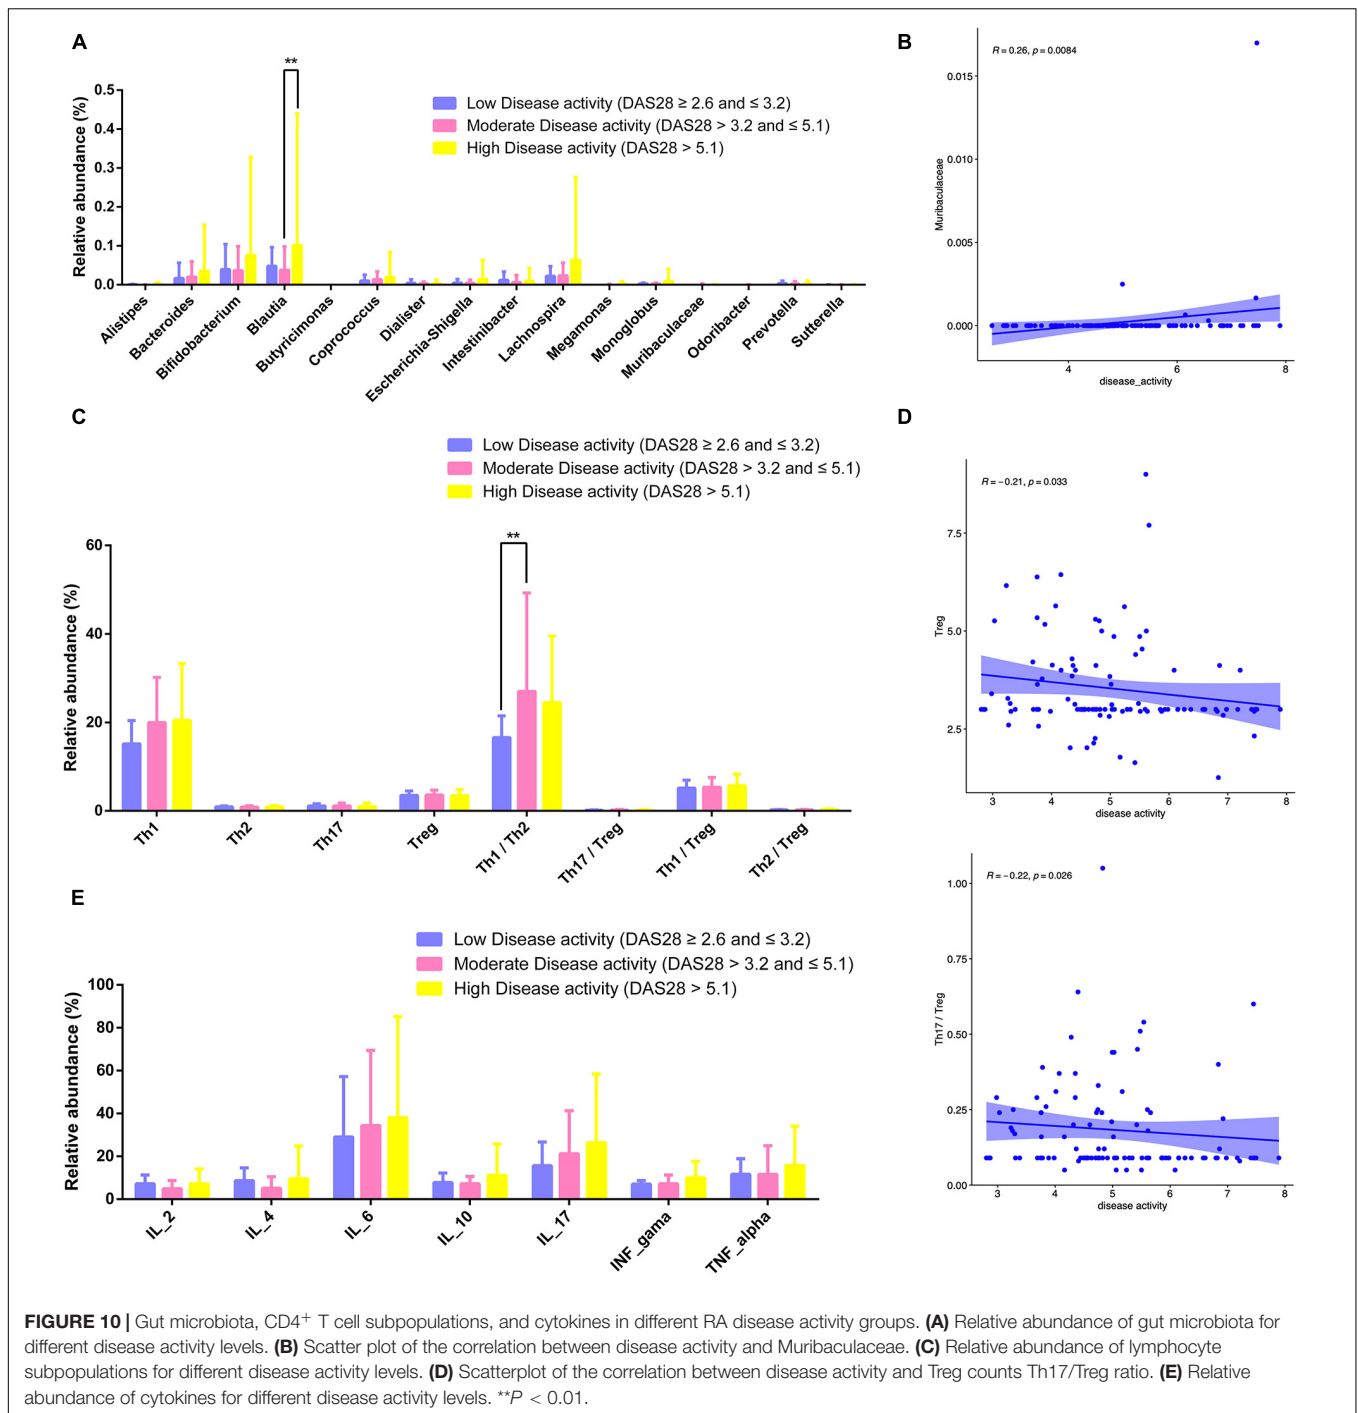 A
**
Relative abundance (%)
0.5
0.4
0.3
0.2
0.1
0.0
Low Disease activity (DAS28 ≥ 2.6 and ≤ 3.2)
Moderate Disease activity (DAS28 > 3.2 and ≤ 5.1)
High Disease activity (DAS28 > 5.1)
Alistipes
Bacteroides
Bifidobacterium
Blautia
Butyricimonas
Coprococcus
Dialister
Escherichia-Shigella
Intestinibacter
Lachnospira
Megamonas
Monoglobus
Muribaculaceae
Odoribacter
Prevotella
Sutterella
B
R = 0.26, p = 0.0084
Muribaculaceae
0.015
0.010
0.005
0.000
4 6 8
disease_activity
C
Low Disease activity (DAS28 ≥ 2.6 and ≤ 3.2)
Moderate Disease activity (DAS28 > 3.2 and ≤ 5.1)
High Disease activity (DAS28 > 5.1)
**
Relative abundance (%)
60
40
20
0
Th1
Th2
Th17
Treg
Th1 / Th2
Th17 / Treg
Th1 / Treg
Th2 / Treg
D
R = −0.21, p = 0.033
Treg
7.5
5.0
2.5
3 4 5 6 7 8
disease activity
R = −0.22, p = 0.026
Th17 / Treg
1.00
0.75
0.50
0.25
0.00
3 4 5 6 7 8
disease activity
E
Low Disease activity (DAS28 ≥ 2.6 and ≤ 3.2)
Moderate Disease activity (DAS28 > 3.2 and ≤ 5.1)
High Disease activity (DAS28 > 5.1)
Relative abundance (%)
100
80
60
40
20
0
IL_2
IL_4
IL_6
IL_10
IL_17
INF_gama
TNF_alpha
FIGURE 10 | Gut microbiota, CD4+ T cell subpopulations, and cytokines in different RA disease activity groups. (A) Relative abundance of gut microbiota for
different disease activity levels. (B) Scatter plot of the correlation between disease activity and Muribaculaceae. (C) Relative abundance of lymphocyte
subpopulations for different disease activity levels. (D) Scatterplot of the correlation between disease activity and Treg counts Th17/Treg ratio. (E) Relative
abundance of cytokines for different disease activity levels. **P < 0.01.